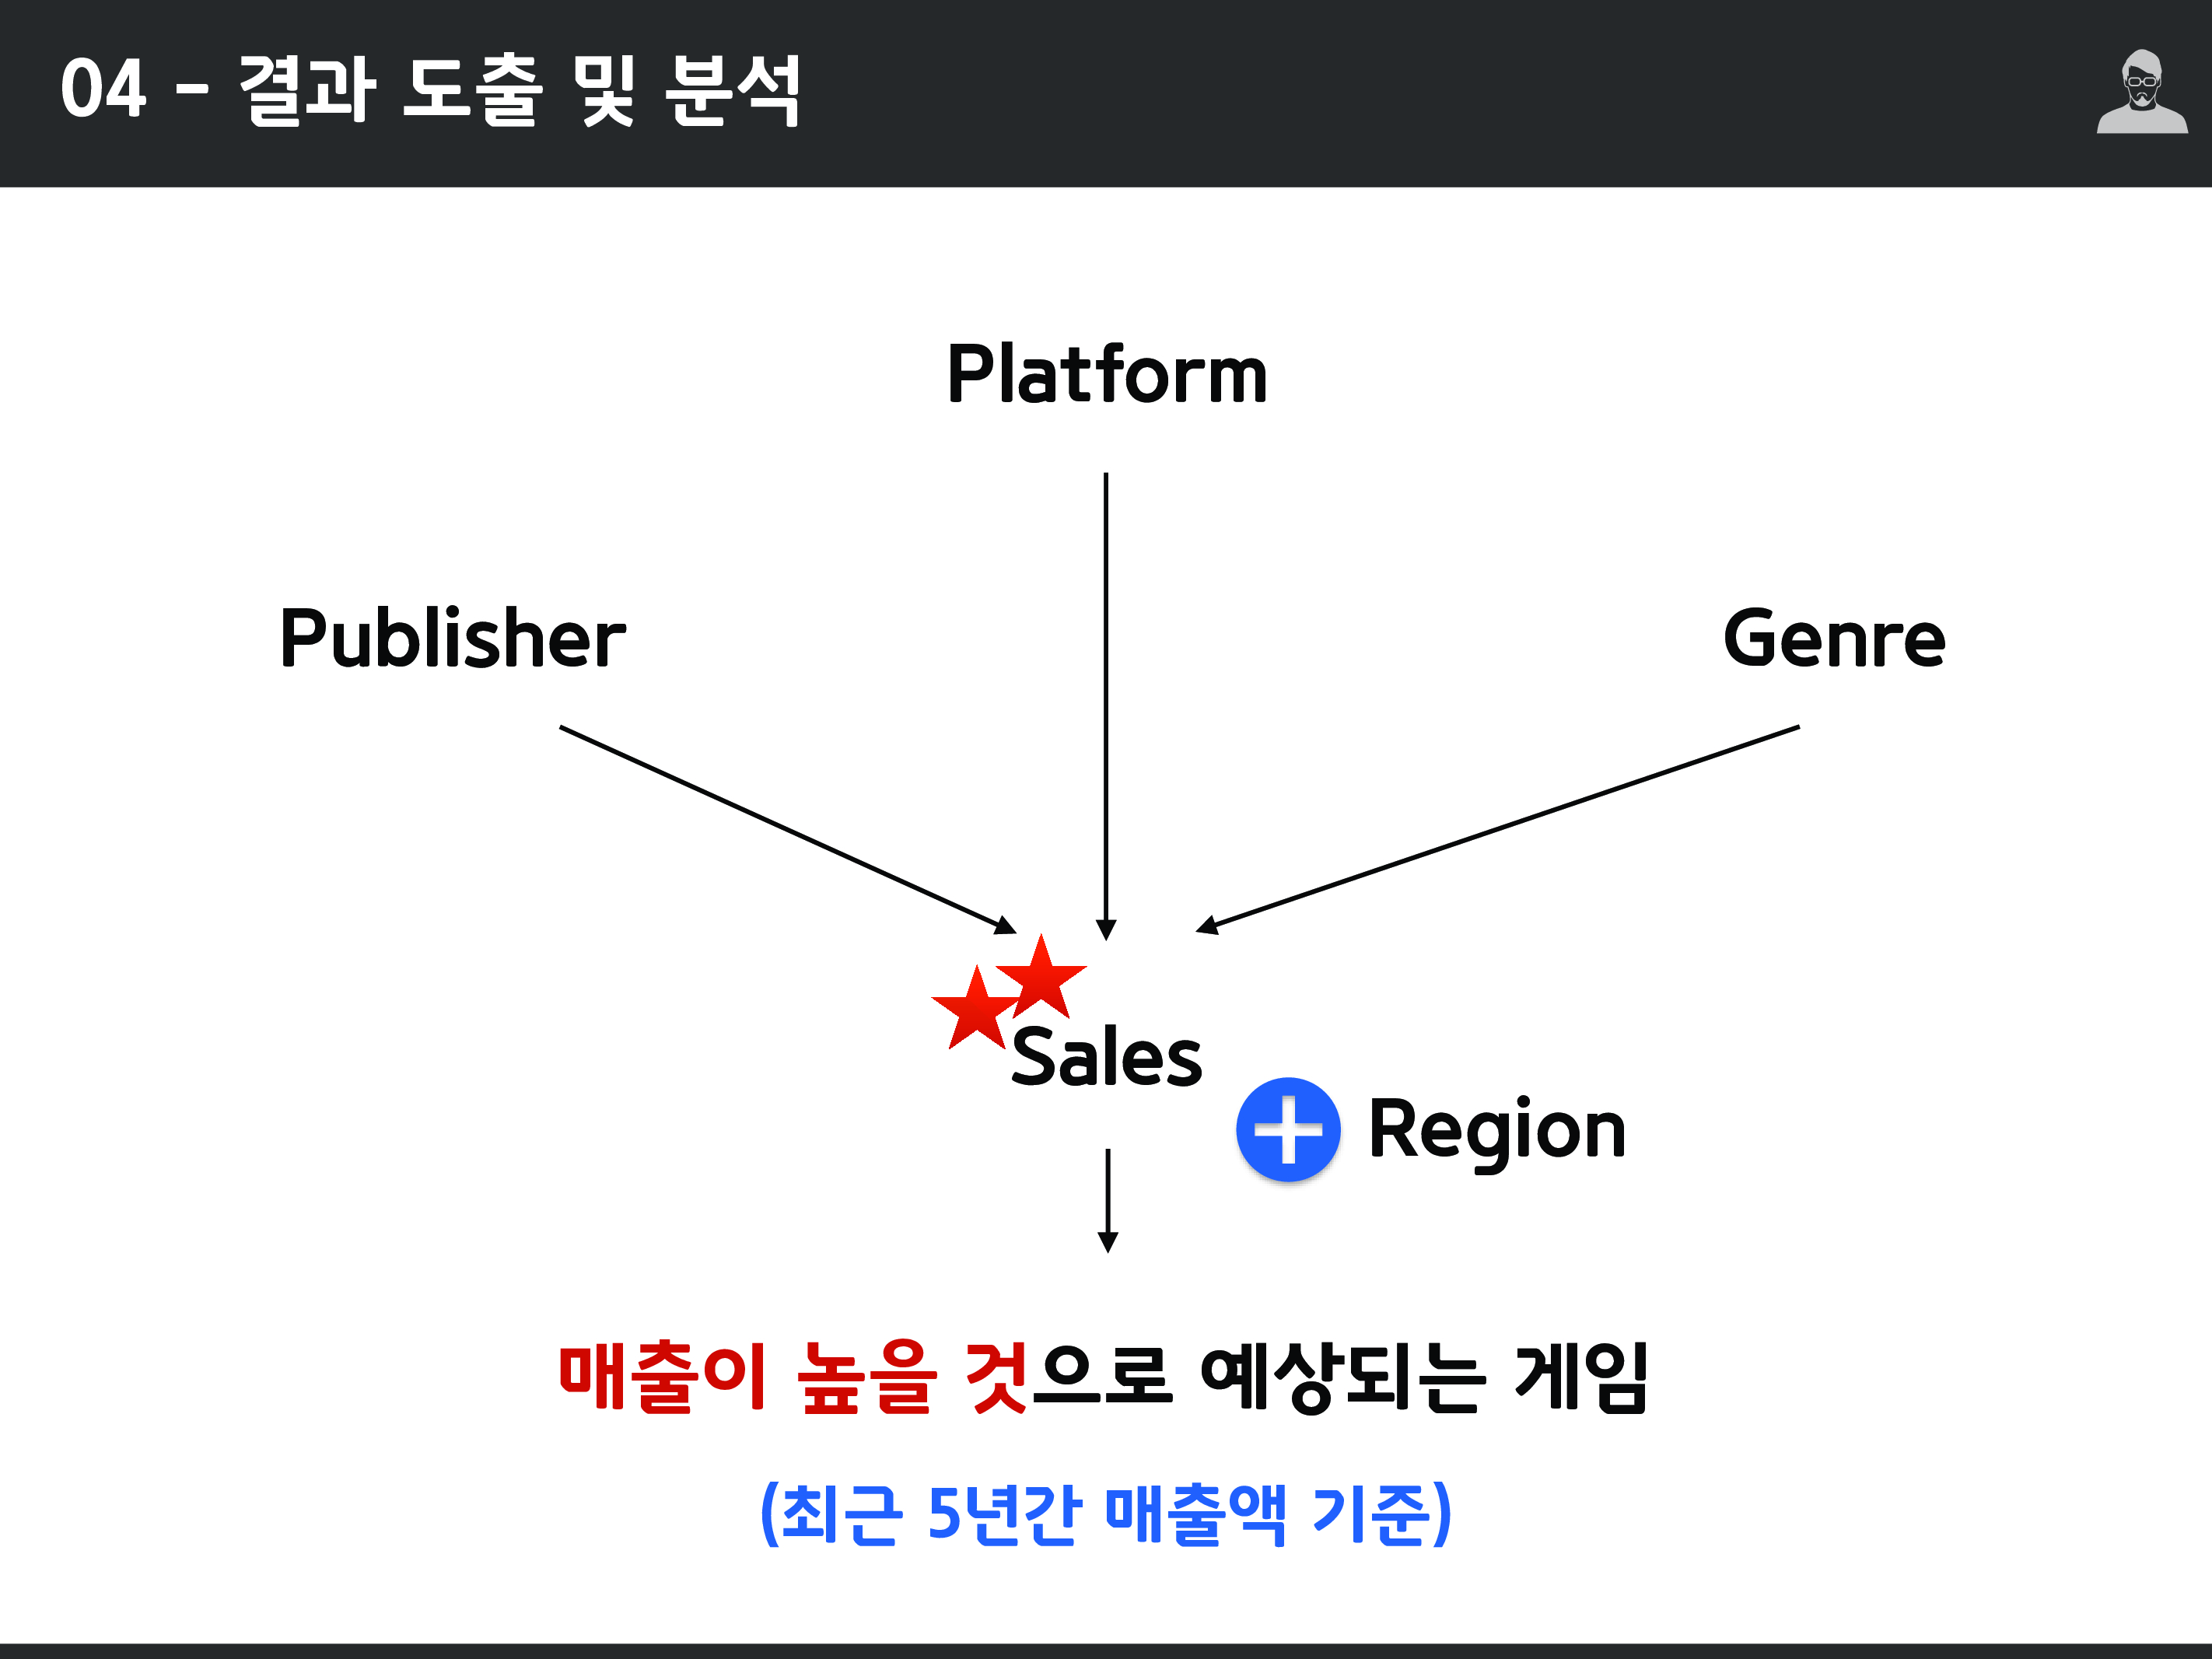 04 - 결과 도출 및 분석
Platform
Publisher
Genre
Sales
Region
매출이 높을 것으로 예상되는 게임
(최근 5년간 매출액 기준)